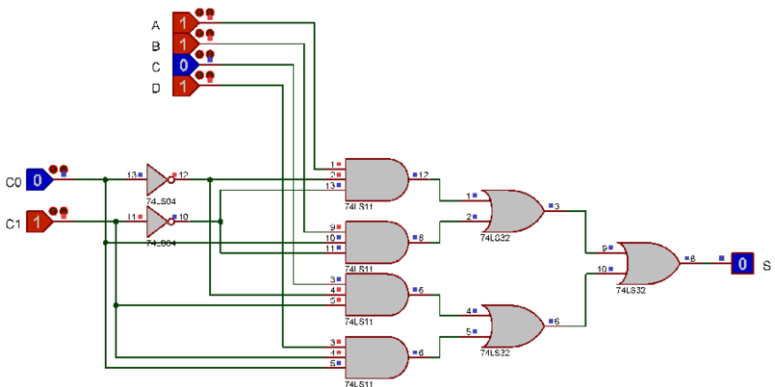 A 1
B 1
C 0
D 1
C0 0
13 12
74LS04
C1 1
11 10
74LS04
1 2 13 12
74LS11
9 10 11 8
74LS11
3 4 5 6
74LS11
3 4 5 6
74LS11
1 2 3
74LS32
4 5 6
74LS32
9 10 8
74LS32
0 S